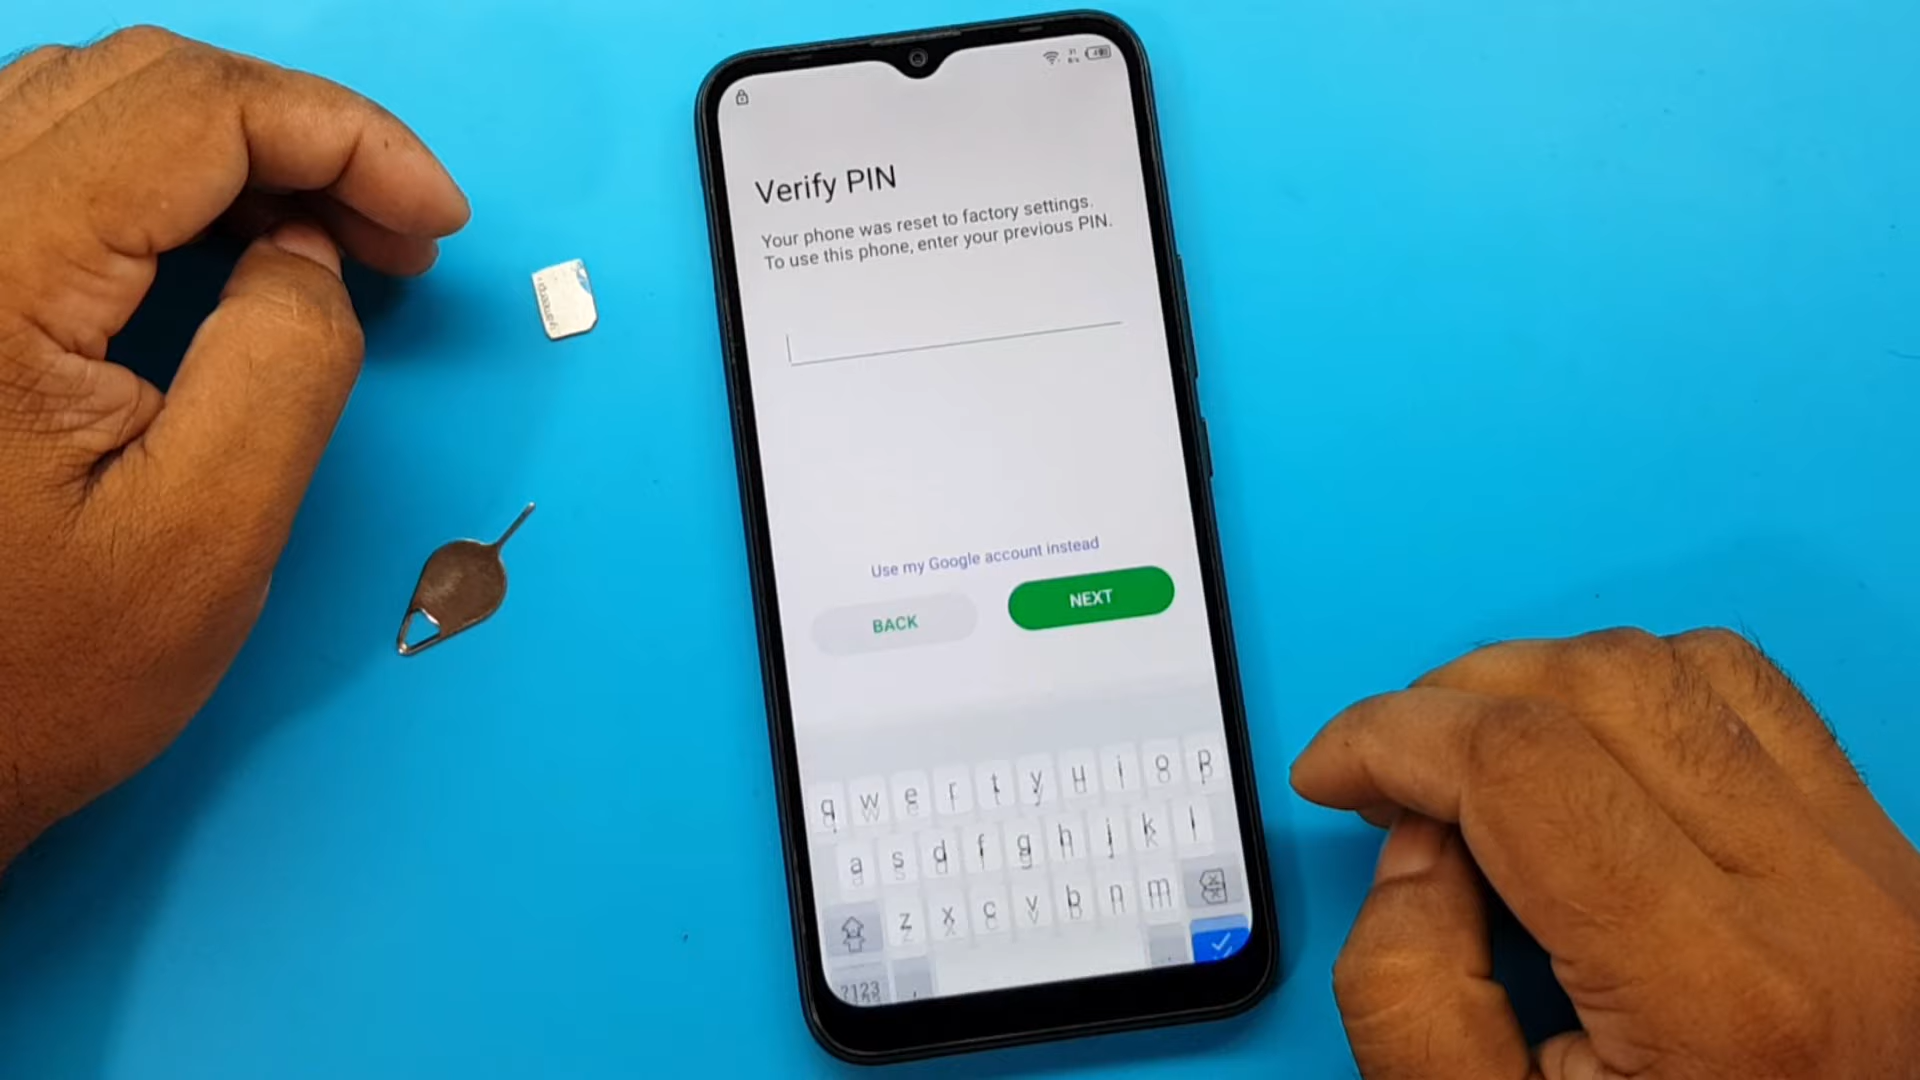 Verify PIN
Your phone was reset to factory settings.
To use this phone, enter your previous PIN.
Use my Google account instead
BACK
NEXT
q w e r t y u i o p
a s d f g h j k l
z x c v b n m
?123 , .